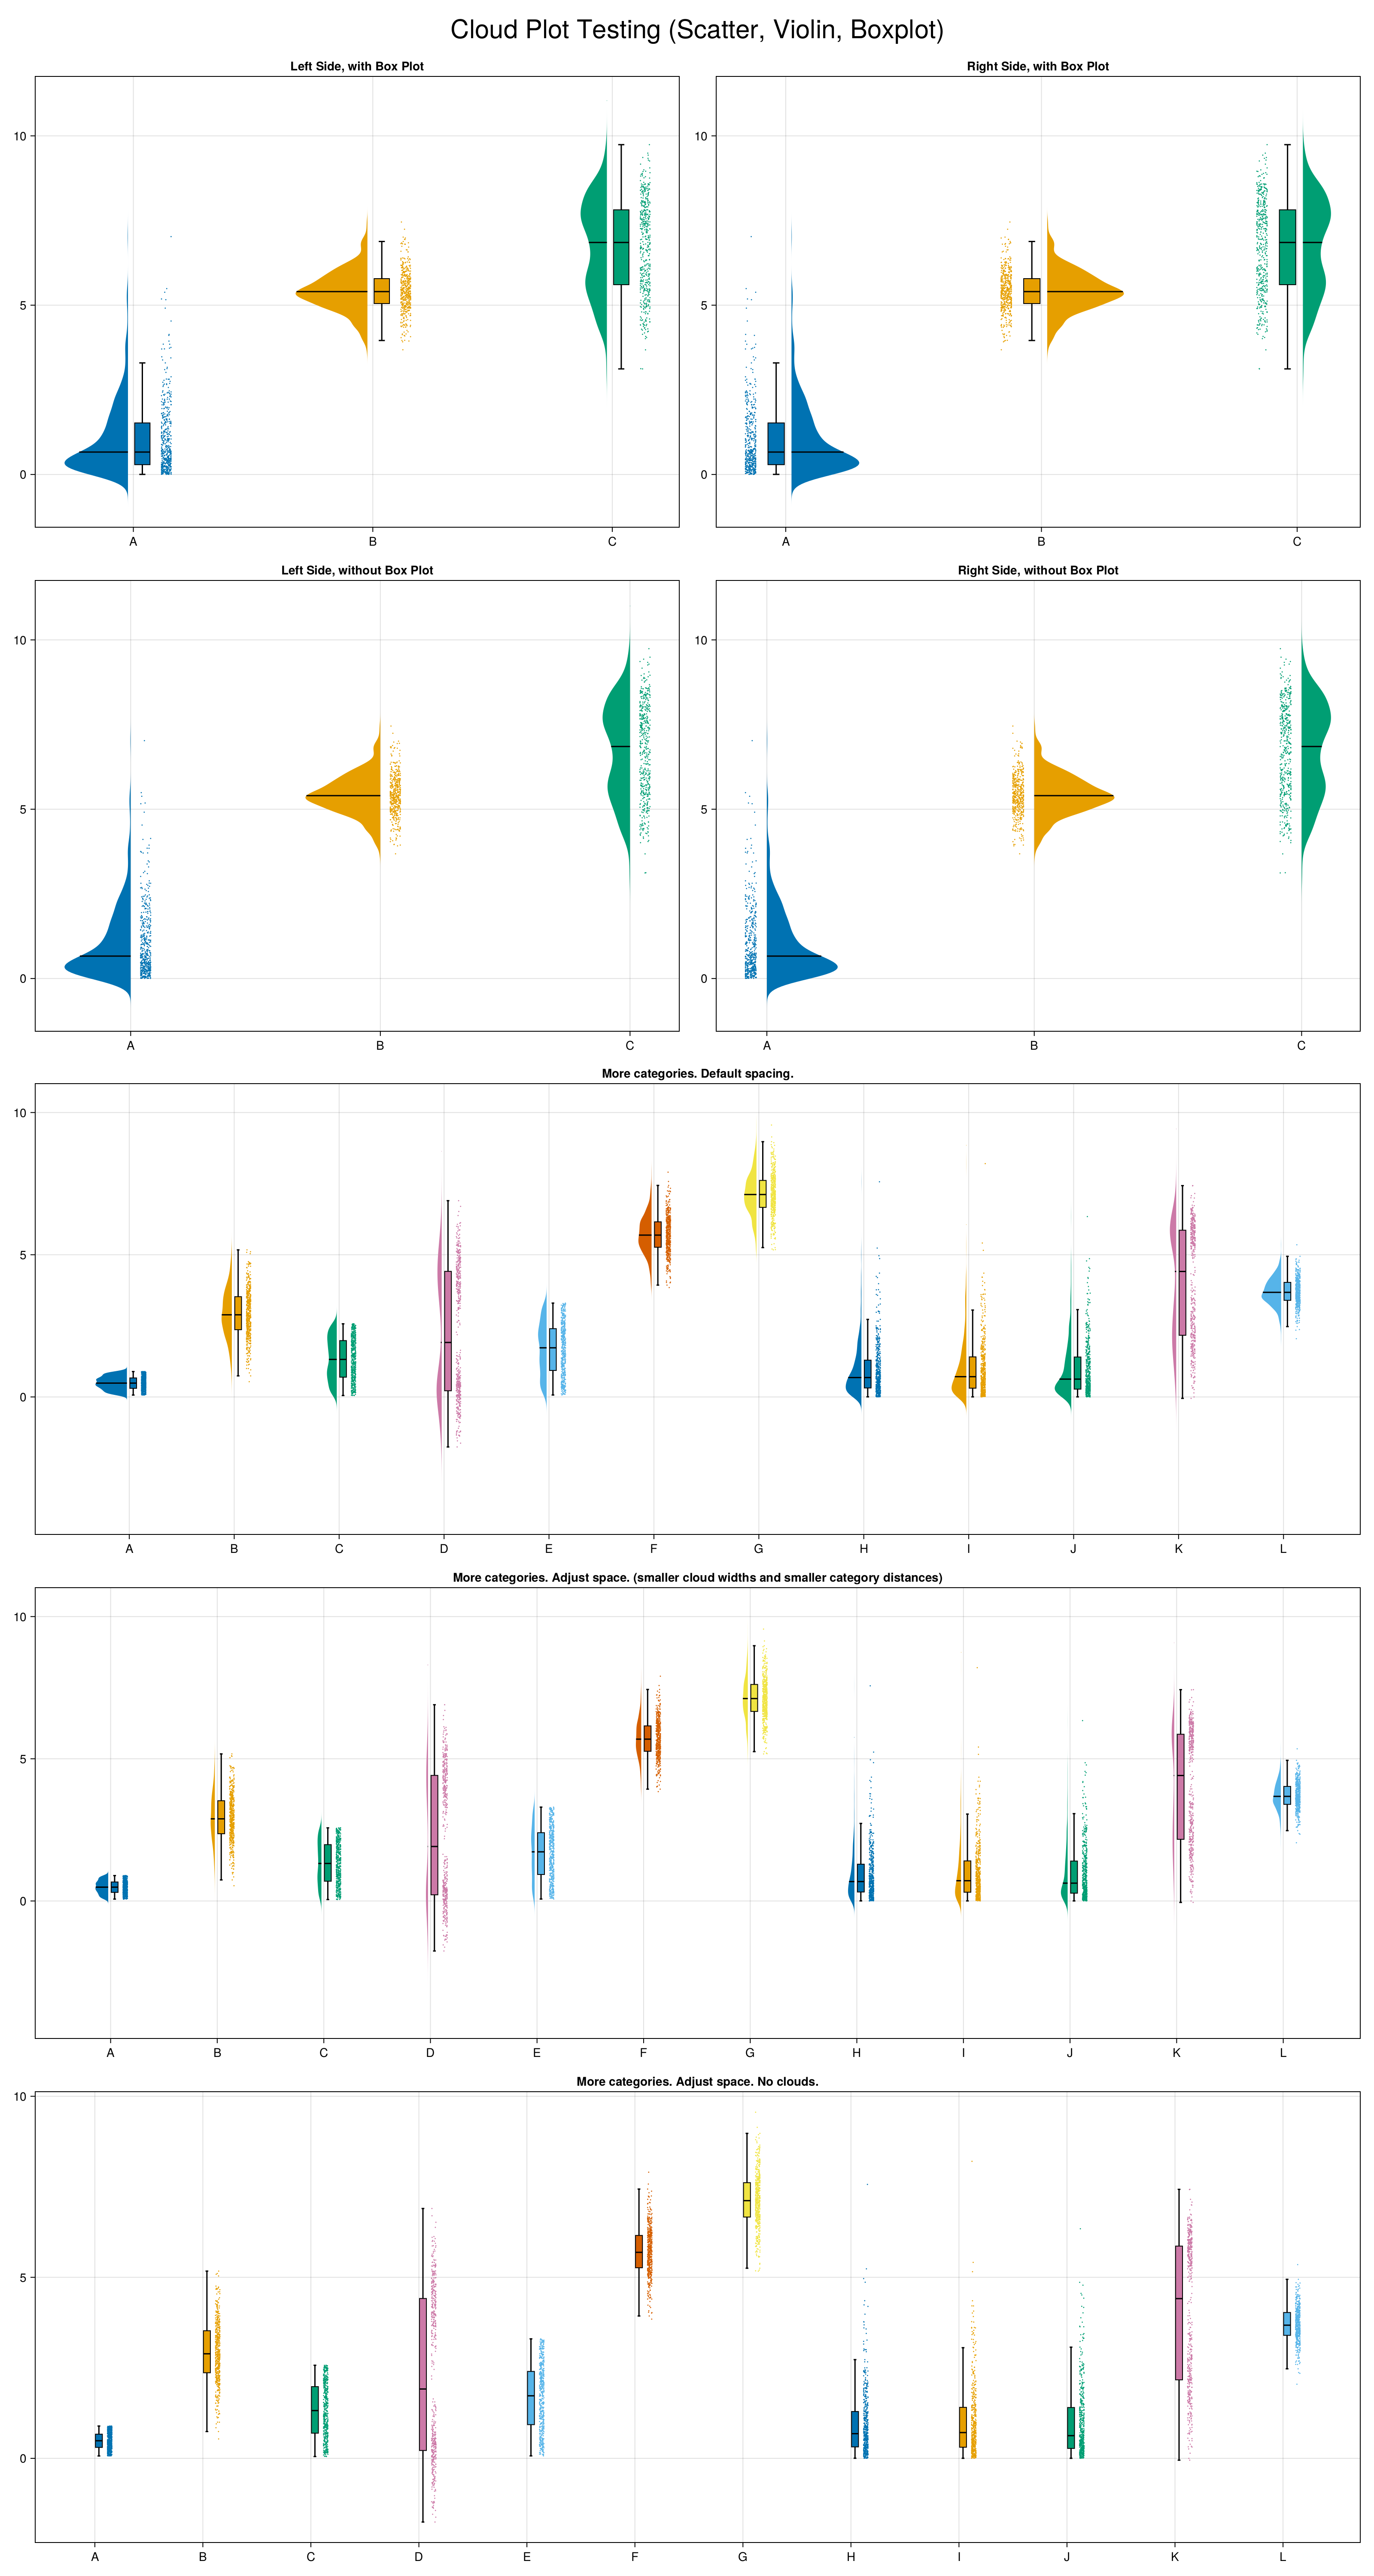 Cloud Plot Testing (Scatter, Violin, Boxplot)
Left Side, with Box Plot
10
5
0
A B C
Right Side, with Box Plot
10
5
0
A B C
Left Side, without Box Plot
10
5
0
A B C
Right Side, without Box Plot
10
5
0
A B C
More categories. Default spacing.
10
5
0
A B C D E F G H I J K L
More categories. Adjust space. (smaller cloud widths and smaller category distances)
10
5
0
A B C D E F G H I J K L
More categories. Adjust space. No clouds.
10
5
0
A B C D E F G H I J K L